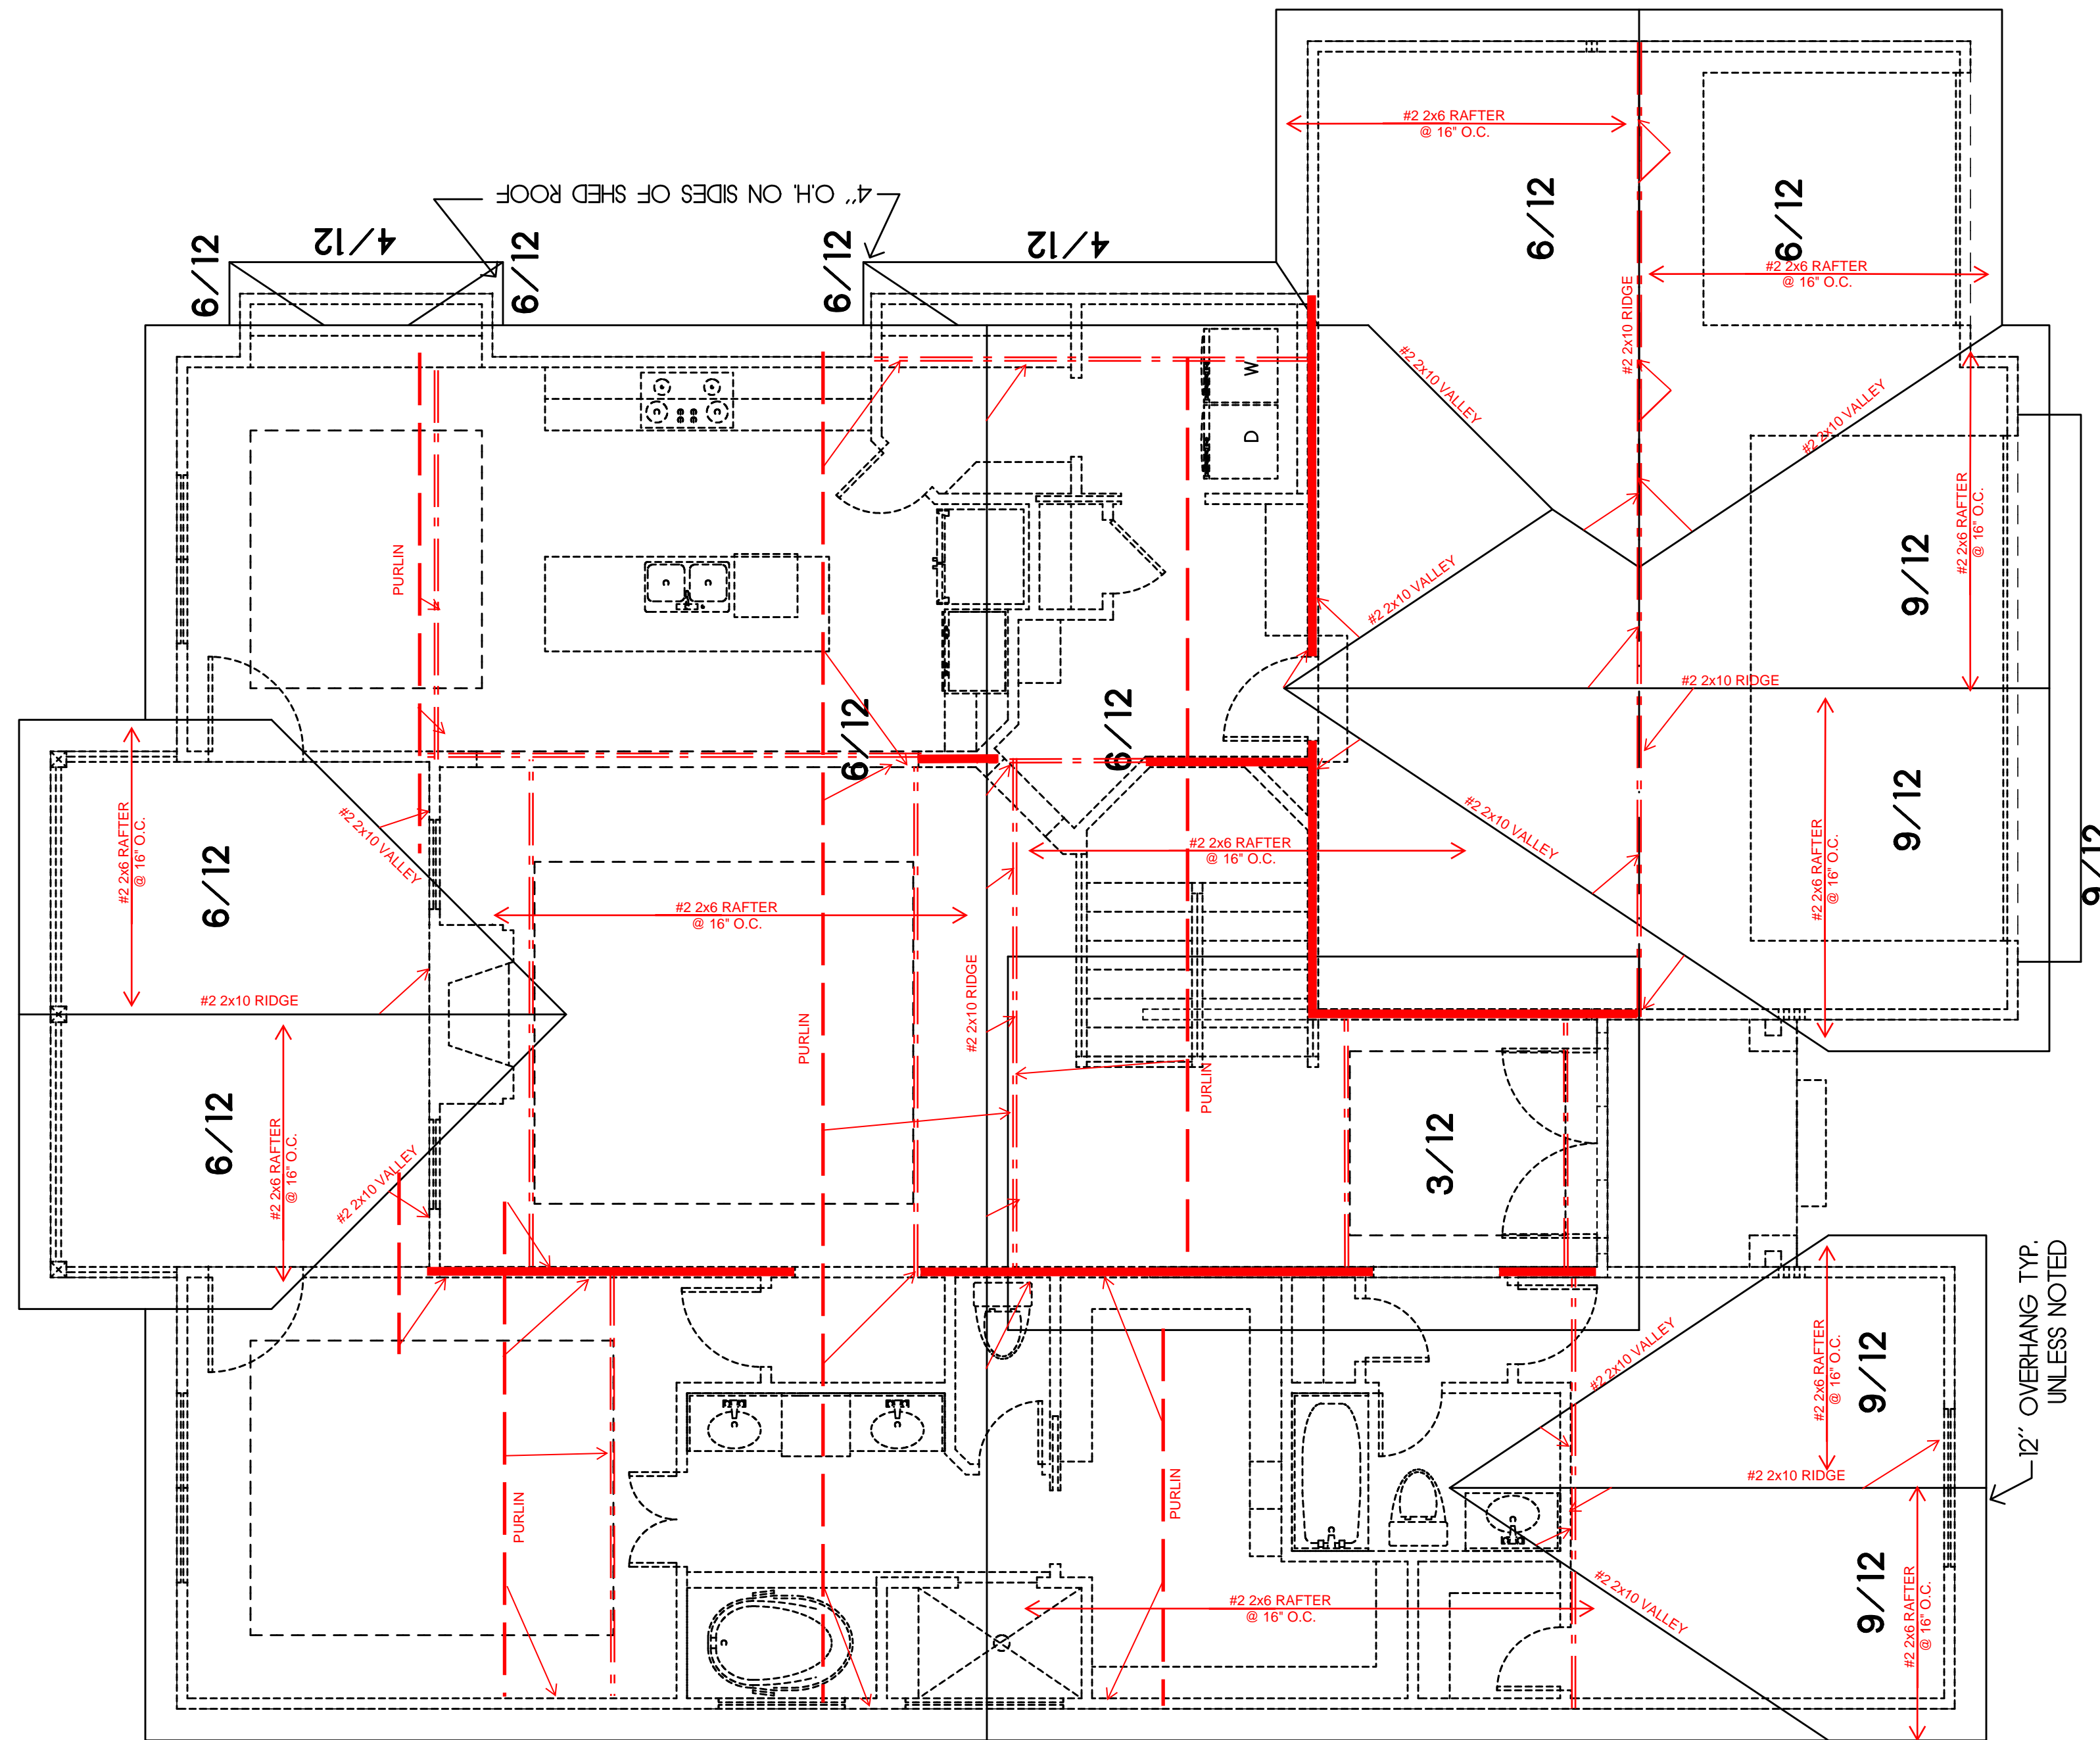 #2 2x6 RAFTER
@ 16" O.C.
4" O.H. ON SIDES OF SHED ROOF
6/12
4/12
6/12
6/12
4/12
6/12
6/12
#2 2x6 RAFTER
@ 16" O.C.
#2 2x10 RIDGE
#2 2x10 VALLEY
W
D
#2 2x10 VALLEY
PURLIN
9/12
#2 2x6 RAFTER
@ 16" O.C.
#2 2x10 VALLEY
#2 2x10 RIDGE
6/12
6/12
#2 2x6 RAFTER
@ 16" O.C.
6/12
#2 2x10 VALLEY
#2 2x6 RAFTER
@ 16" O.C.
#2 2x10 VALLEY
9/12
#2 2x6 RAFTER
@ 16" O.C.
9/12
#2 2x6 RAFTER
@ 16" O.C.
#2 2x10 RIDGE
#2 2x10 RIDGE
PURLIN
PURLIN
6/12
#2 2x6 RAFTER
@ 16" O.C.
#2 2x10 VALLEY
3/12
12" OVERHANG TYP.
UNLESS NOTED
#2 2x10 VALLEY
#2 2x6 RAFTER
@ 16" O.C.
9/12
#2 2x10 RIDGE
PURLIN
PURLIN
#2 2x10 VALLEY
9/12
#2 2x6 RAFTER
@ 16" O.C.
#2 2x6 RAFTER
@ 16" O.C.